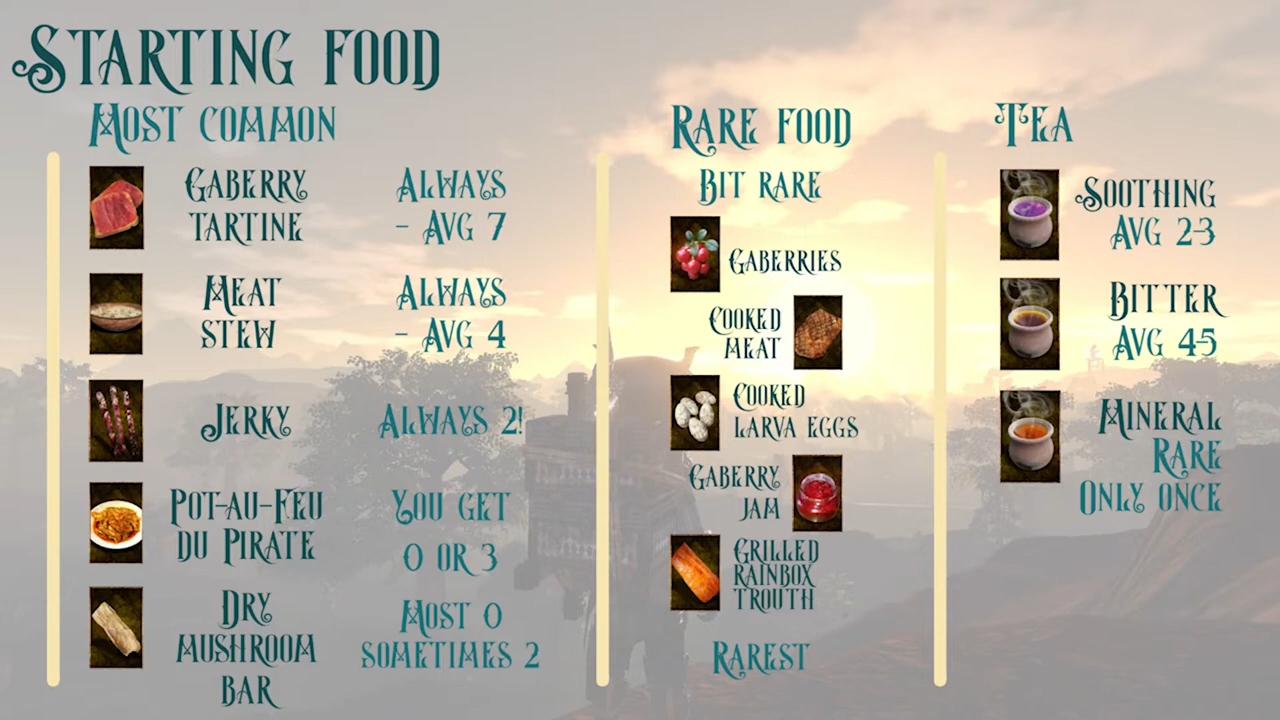 Starting food
Most common
Gaberry
tartine
Always
- Avg 7
Meat
stew
Always
- Avg 4
Jerky
Always 2!
Pot-au-Feu
du Pirate
You get
0 or 3
Dry
mushroom
bar
Most 0
sometimes 2
Rare food
Bit rare
Gaberries
Cooked
meat
Cooked
larva eggs
Gaberry
jam
Grilled
rainbox
trouth
Rarest
Tea
Soothing
Avg 2-3
Bitter
Avg 4-5
Mineral
Rare
Only once